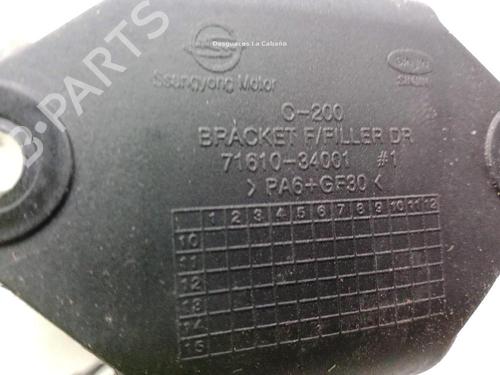 Desguaces La Cabaña
Ssangyong Motor
C-200
BRACKET F/FILLER DR
71610-34001 #1
> PA6+GF30 <
1 2 3 4 5 6 7 8 9 10 11 12
10
11
12
13
14
15
B-PARTS